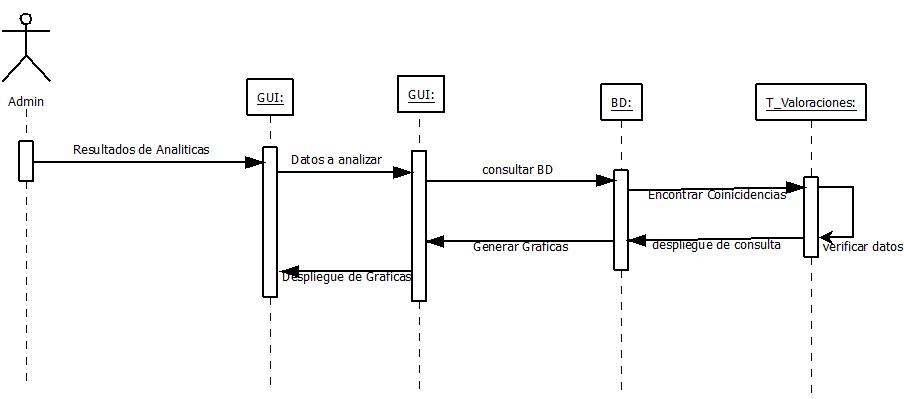 GUI:
GUI:
BD:
T_Valoraciones:
Admin
Resultados de Analiticas
Datos a analizar
consultar BD
Encontrar Coinicidencias
verificar datos
despliegue de consulta
Generar Graficas
Despliegue de Graficas